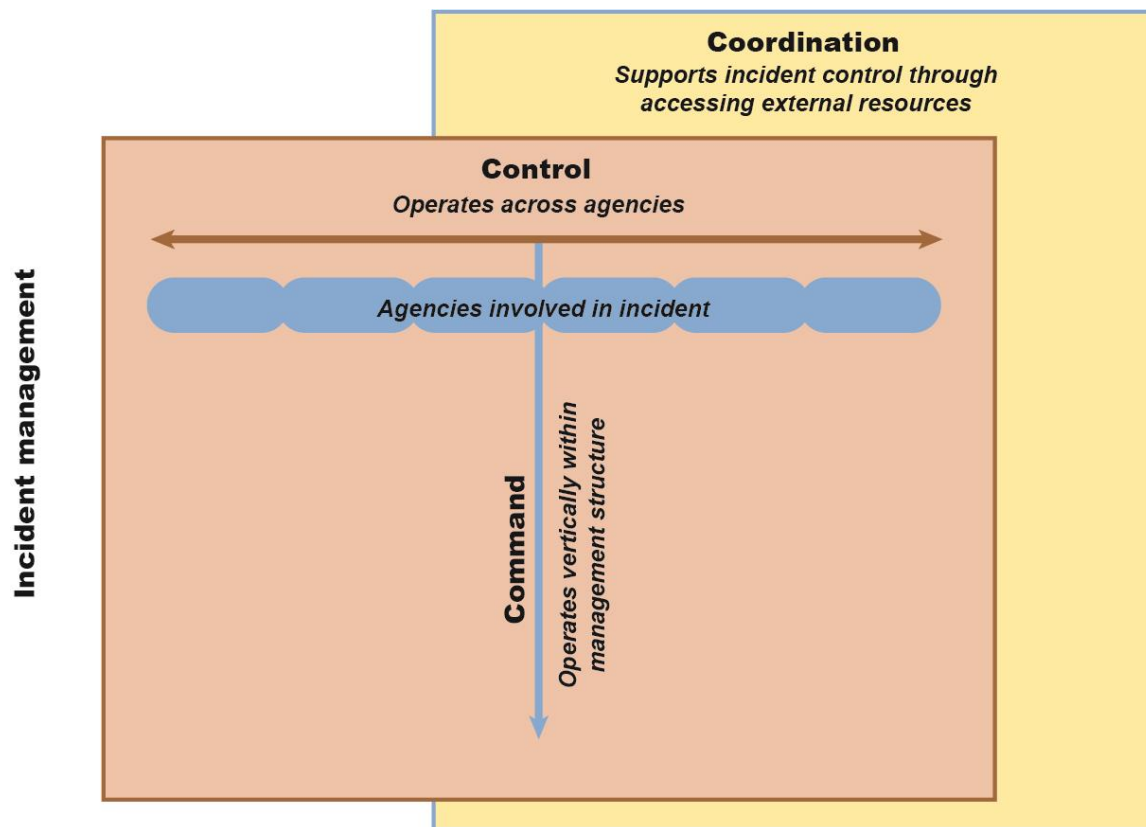 Coordination
Supports incident control through
accessing external resources
Control
Operates across agencies
Agencies involved in incident
Incident management
Command
Operates vertically within
management structure